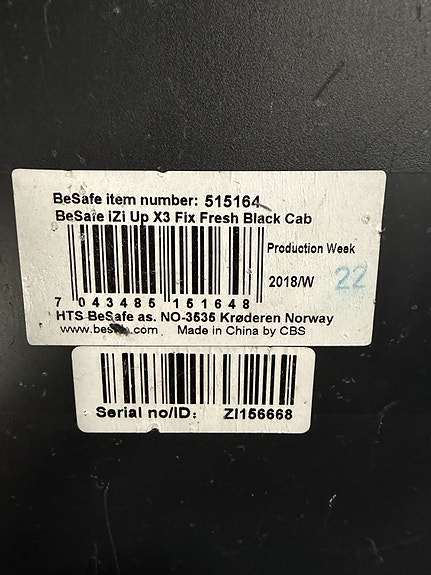 BeSafe item number: 515164
BeSafe iZi Up X3 Fix Fresh Black Cab
Production Week
2018/W 22
7 043485 151648
HTS BeSafe as. NO-3535 Krøderen Norway
Made in China by CBS
Serial no/ID: ZI156668